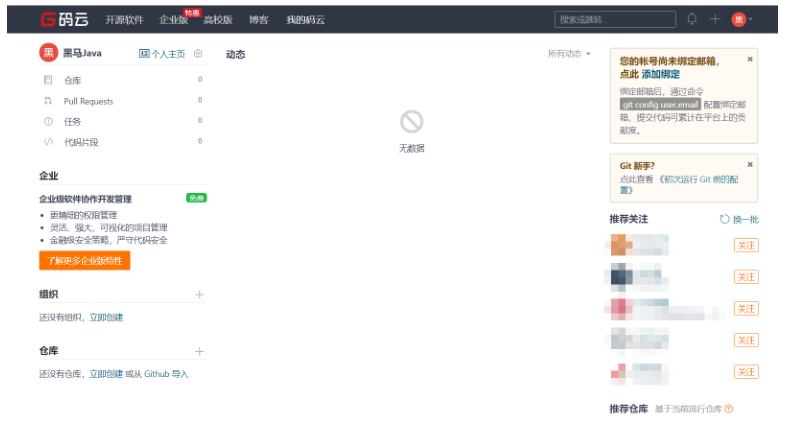 码云 开源软件 企业版 特惠 高校版 博客 我的码云 搜索或跳转... 黑
黑 黑马Java 个人主页
仓库 0
Pull Requests 0
任务 0
代码片段 0
企业
企业级软件协作开发管理 免费
更精细的权限管理
灵活、强大、可视化的项目管理
金融级安全策略，严守代码安全
了解更多企业版特性
组织
还没有组织，立即创建
仓库
还没有仓库，立即创建 或从 Github 导入
动态 所有动态
无数据
您的帐号尚未绑定邮箱，
点此 添加绑定
绑定邮箱后，通过命令
git config user.email 配置绑定邮
箱，提交代码可累计在平台上的贡
献度。
Git 新手？
点此查看 《初次运行 Git 前的配
置》
推荐关注 换一批
关注
关注
关注
关注
关注
推荐仓库 基于当前流行仓库